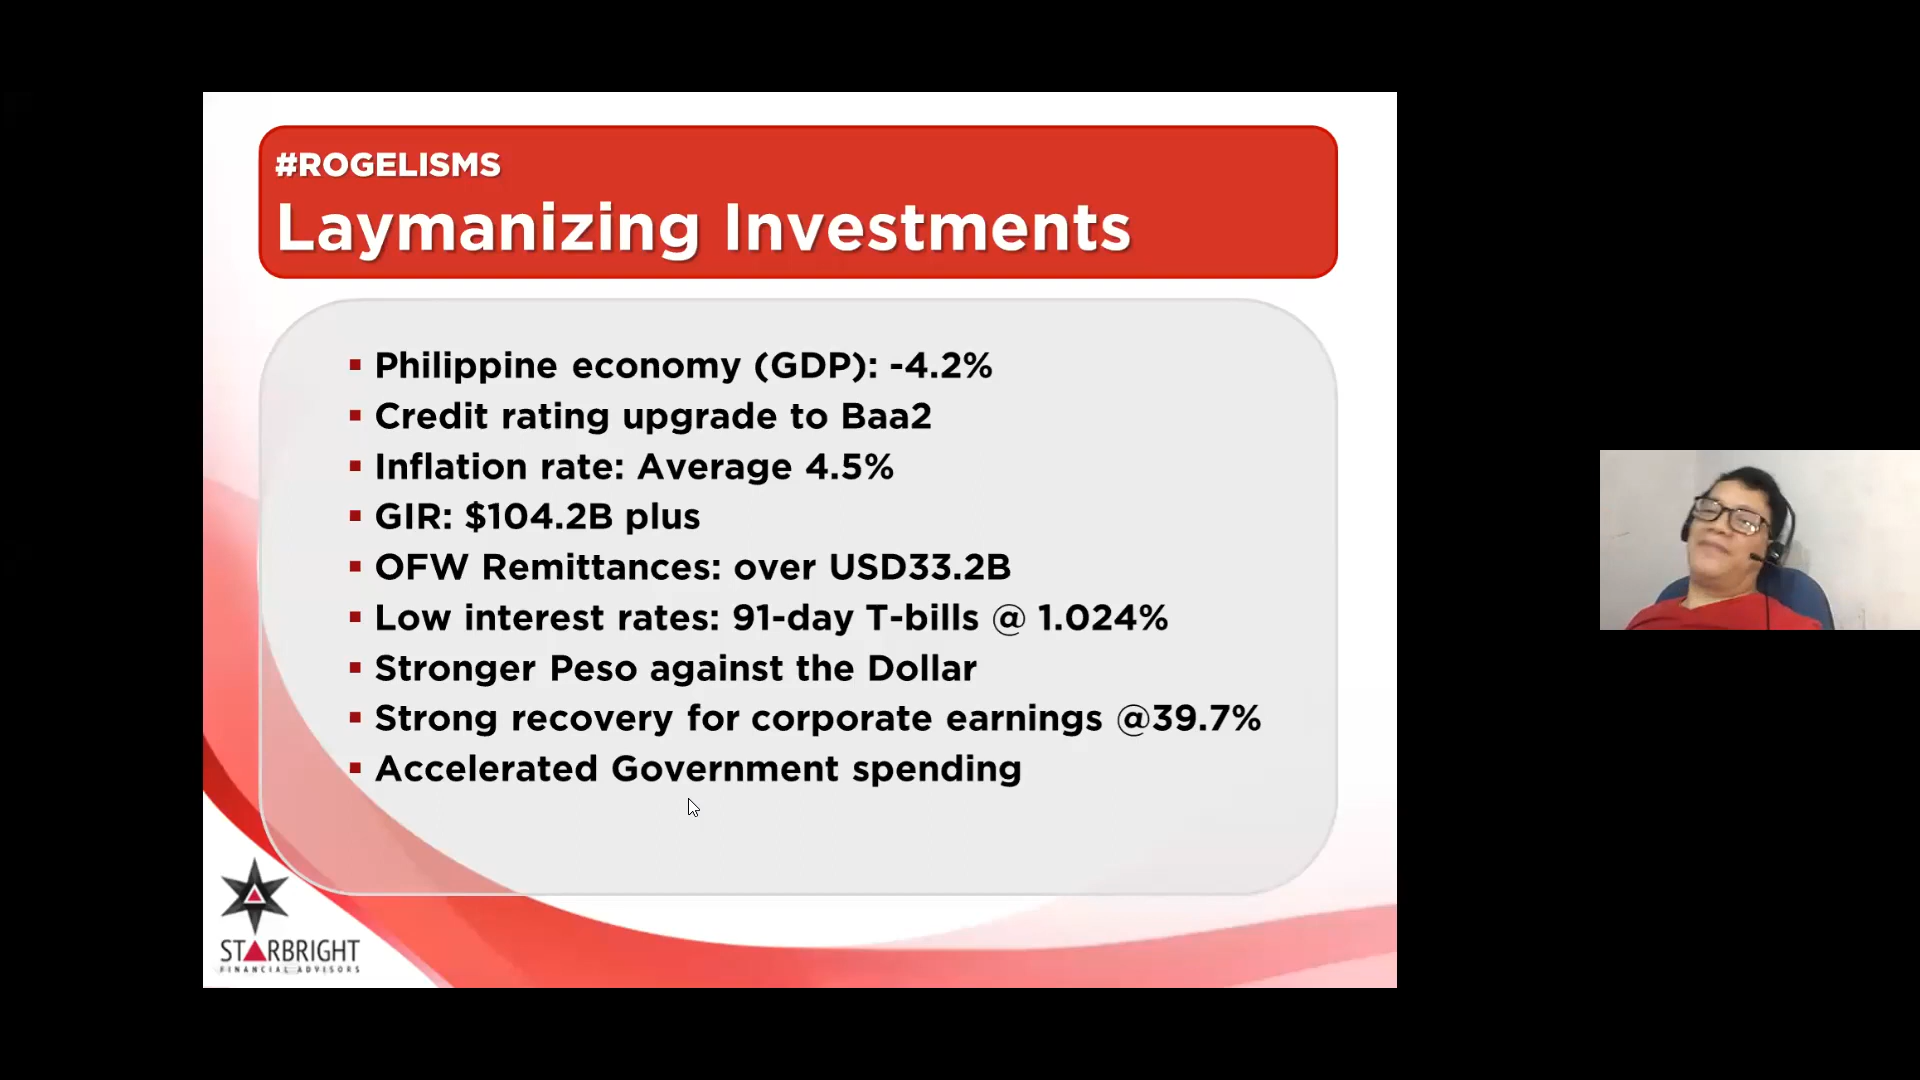 #ROGELISMS
Laymanizing Investments
Philippine economy (GDP): -4.2%
Credit rating upgrade to Baa2
Inflation rate: Average 4.5%
GIR: $104.2B plus
OFW Remittances: over USD33.2B
Low interest rates: 91-day T-bills @ 1.024%
Stronger Peso against the Dollar
Strong recovery for corporate earnings @39.7%
Accelerated Government spending
STARBRIGHT
FINANCIAL ADVISORS